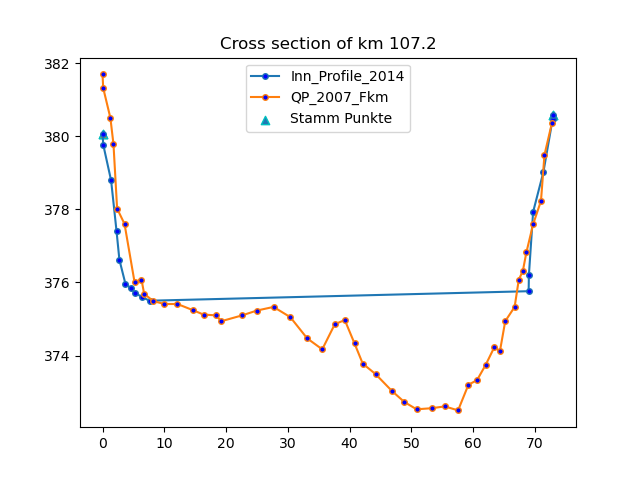 Cross section of km 107.2
Inn_Profile_2014
QP_2007_Fkm
Stamm Punkte
382
380
378
376
374
0 10 20 30 40 50 60 70